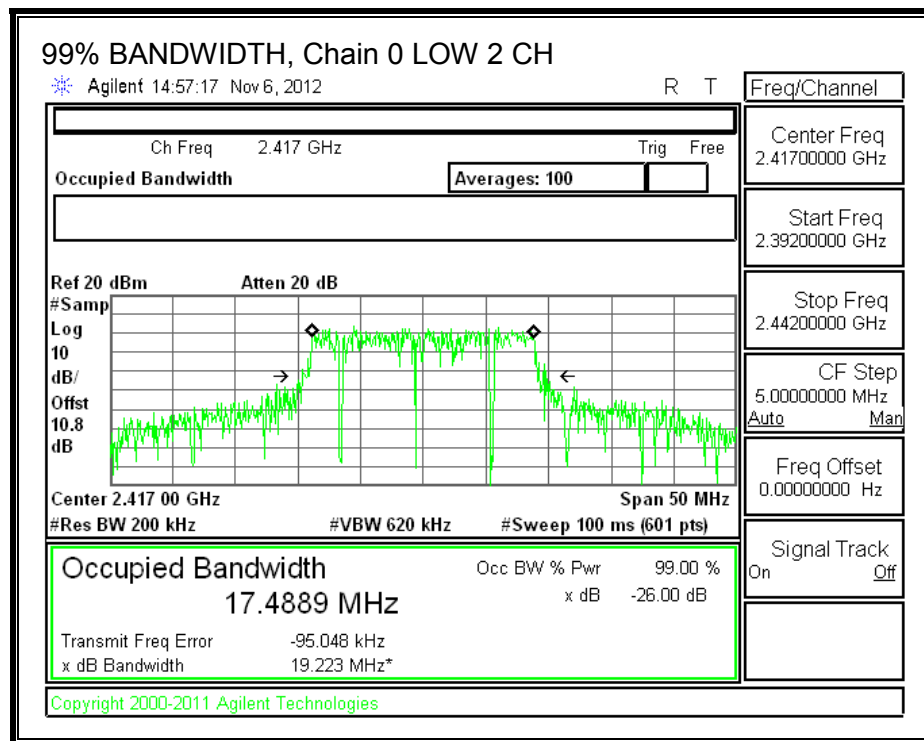 99% BANDWIDTH, Chain 0 LOW 2 CH
Agilent 14:57:17 Nov 6, 2012 R T
Freq/Channel
Ch Freq 2.417 GHz Trig Free
Occupied Bandwidth Averages: 100
Center Freq
2.41700000 GHz
Start Freq
2.39200000 GHz
Stop Freq
2.44200000 GHz
CF Step
5.00000000 MHz
Auto Man
Freq Offset
0.00000000 Hz
Signal Track
On Off
Ref 20 dBm Atten 20 dB
#Samp
Log
10
dB/
Offst
10.8
dB
Center 2.417 00 GHz Span 50 MHz
#Res BW 200 kHz #VBW 620 kHz #Sweep 100 ms (601 pts)
Occupied Bandwidth Occ BW % Pwr 99.00 %
17.4889 MHz x dB -26.00 dB
Transmit Freq Error -95.048 kHz
x dB Bandwidth 19.223 MHz*
Copyright 2000-2011 Agilent Technologies